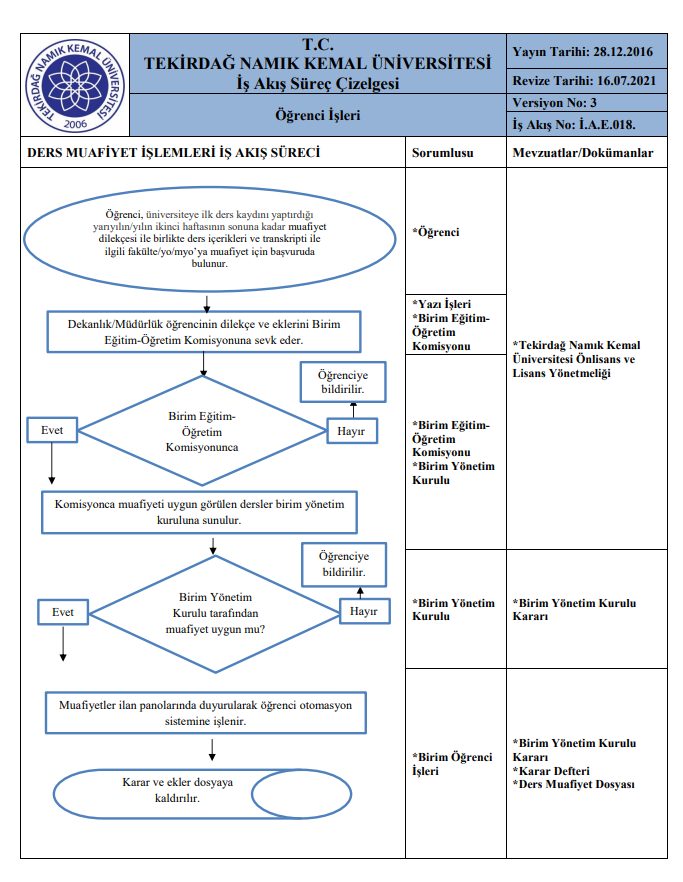 TEKİRDAĞ NAMIK KEMAL ÜNİVERSİTESİ
2006
T.C.
TEKİRDAĞ NAMIK KEMAL ÜNİVERSİTESİ
İş Akış Süreç Çizelgesi
Öğrenci İşleri
Yayın Tarihi: 28.12.2016
Revize Tarihi: 16.07.2021
Versiyon No: 3
İş Akış No: İ.A.E.018.
DERS MUAFİYET İŞLEMLERİ İŞ AKIŞ SÜRECİ
Sorumlusu
Mevzuatlar/Dokümanlar
Öğrenci, üniversiteye ilk ders kaydını yaptırdığı
yarıyılın/yılın ikinci haftasının sonuna kadar muafiyet
dilekçesi ile birlikte ders içerikleri ve transkripti ile
ilgili fakülte/yo/myo'ya muafiyet için başvuruda
bulunur.
*Öğrenci
Dekanlık/Müdürlük öğrencinin dilekçe ve eklerini Birim
Eğitim-Öğretim Komisyonuna sevk eder.
*Yazı İşleri
*Birim Eğitim-
Öğretim
Komisyonu
*Tekirdağ Namık Kemal
Üniversitesi Önlisans ve
Lisans Yönetmeliği
Öğrenciye
bildirilir.
Birim Eğitim-
Öğretim
Komisyonunca
Evet
Hayır
*Birim Eğitim-
Öğretim
Komisyonu
*Birim Yönetim
Kurulu
Komisyonca muafiyeti uygun görülen dersler birim yönetim
kuruluna sunulur.
Öğrenciye
bildirilir.
Birim Yönetim
Kurulu tarafından
muafiyet uygun mu?
Evet
Hayır
*Birim Yönetim
Kurulu
*Birim Yönetim Kurulu
Kararı
Muafiyetler ilan panolarında duyurularak öğrenci otomasyon
sistemine işlenir.
Karar ve ekler dosyaya
kaldırılır.
*Birim Öğrenci
İşleri
*Birim Yönetim Kurulu
Kararı
*Karar Defteri
*Ders Muafiyet Dosyası